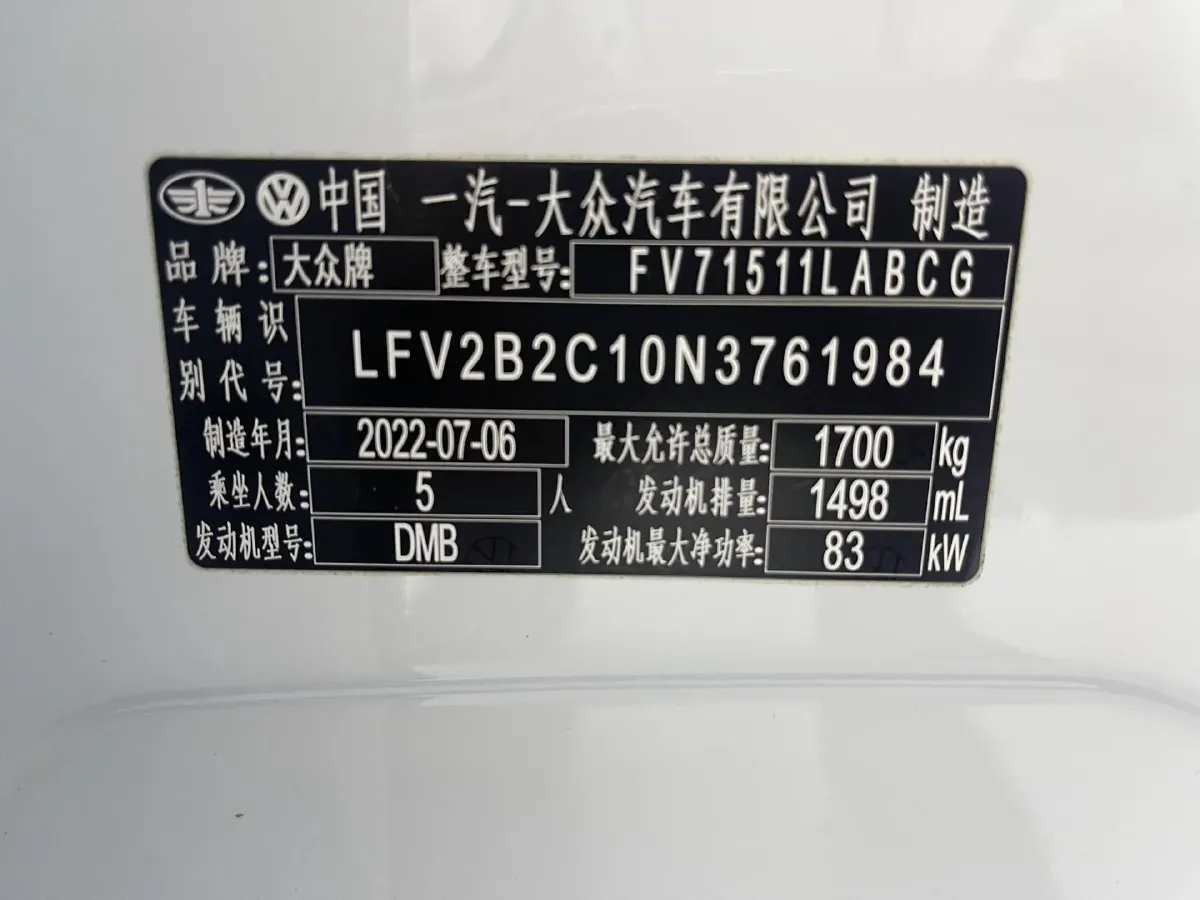 中国 一汽-大众汽车有限公司 制造
品牌: 大众牌 整车型号: FV71511LABCG
车辆识别代号: LFV2B2C10N3761984
制造年月: 2022-07-06 最大允许总质量: 1700 kg
乘坐人数: 5 人 发动机排量: 1498 mL
发动机型号: DMB 发动机最大净功率: 83 kW